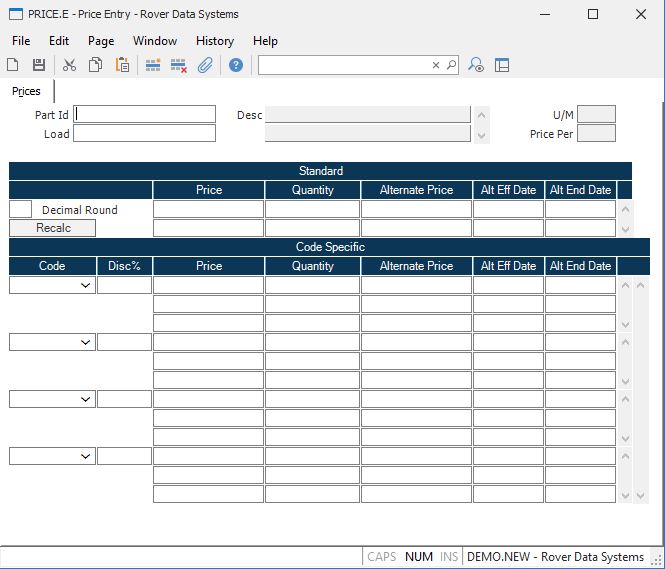 PRICE.E - Price Entry - Rover Data Systems
File Edit Page Window History Help
Prices
Part Id Desc U/M
Load Price Per
Standard
Price Quantity Alternate Price Alt Eff Date Alt End Date
Decimal Round
Recalc
Code Specific
Code Disc% Price Quantity Alternate Price Alt Eff Date Alt End Date
CAPS NUM INS DEMO.NEW - Rover Data Systems